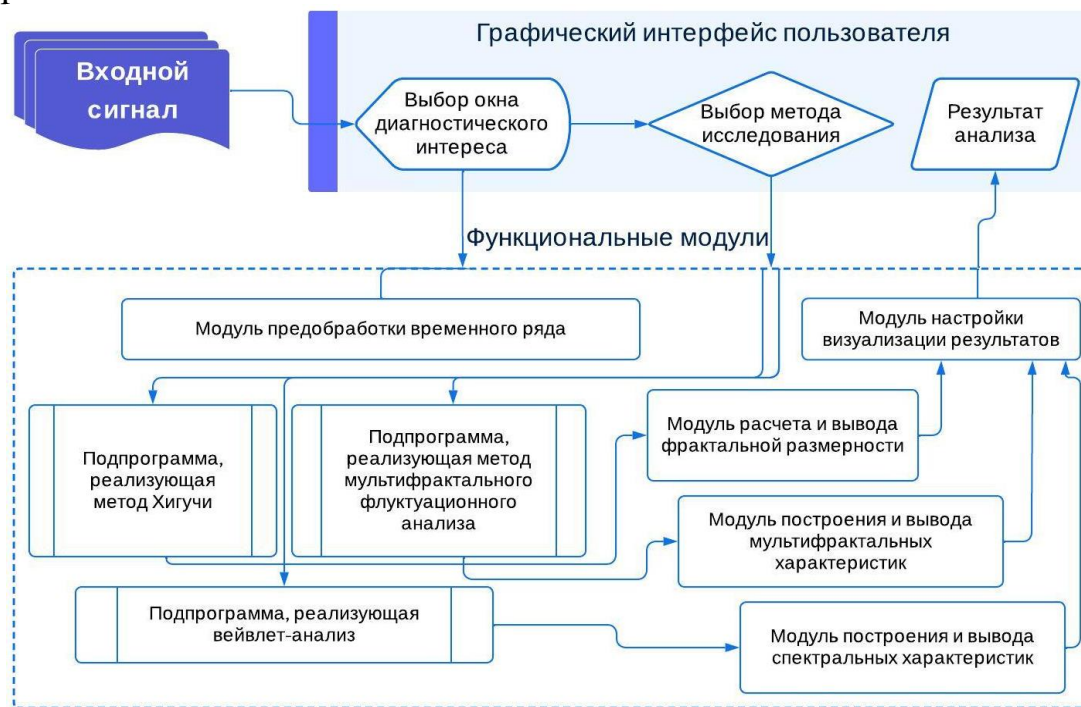 Графический интерфейс пользователя
Входной
сигнал
Выбор окна
диагностического
интереса
Выбор метода
исследования
Результат
анализа
Функциональные модули
Модуль предобработки временного ряда
Модуль настройки
визуализации результатов
Подпрограмма,
реализующая
метод Хигучи
Подпрограмма,
реализующая метод
мультифрактального
флуктуационного
анализа
Модуль расчета и вывода
фрактальной размерности
Модуль построения и вывода
мультифрактальных
характеристик
Подпрограмма, реализующая
вейвлет-анализ
Модуль построения и вывода
спектральных характеристик